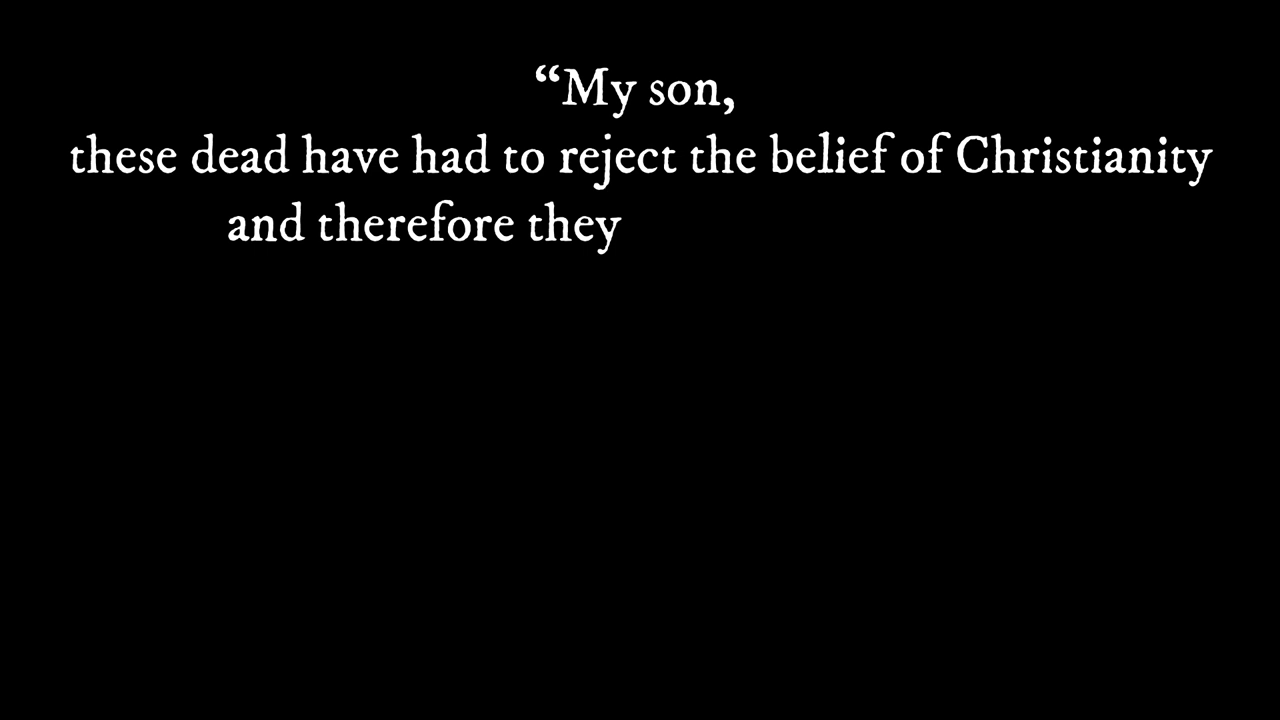 “My son,
these dead have had to reject the belief of Christianity
and therefore they